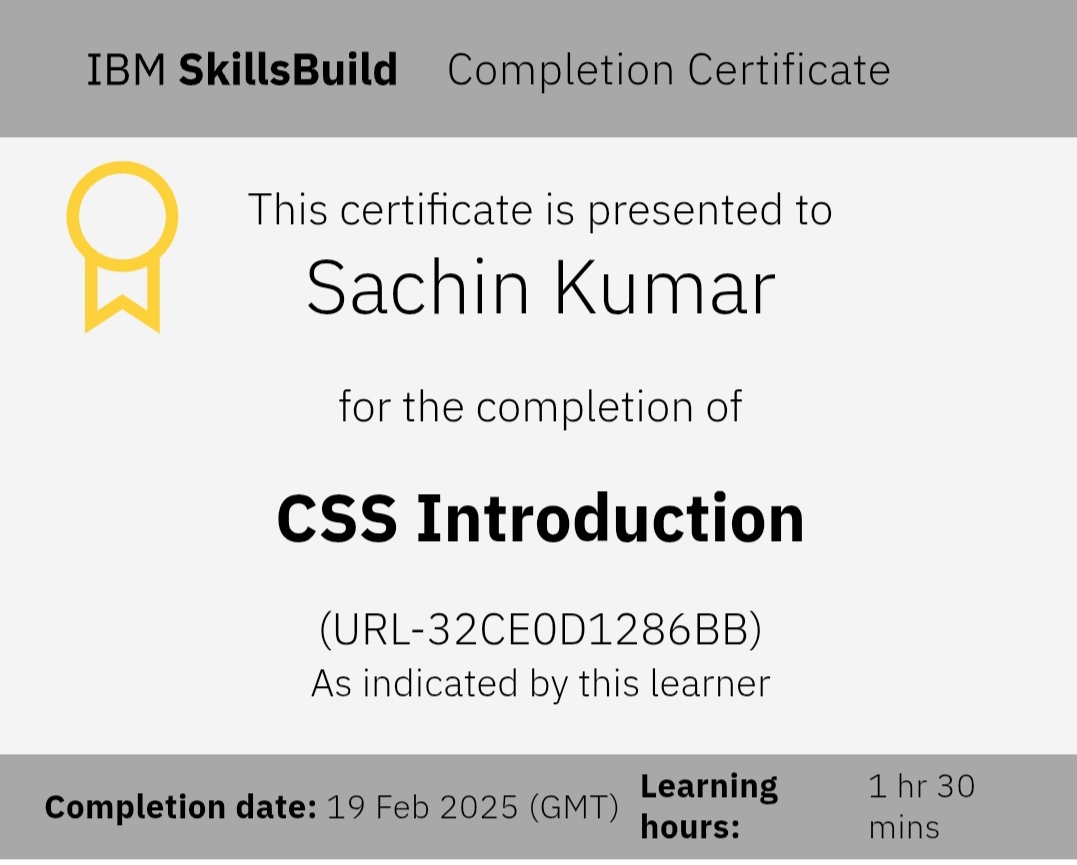 IBM SkillsBuild Completion Certificate
This certificate is presented to
Sachin Kumar
for the completion of
CSS Introduction
(URL-32CE0D1286BB)
As indicated by this learner
Completion date: 19 Feb 2025 (GMT)
Learning hours:
1 hr 30 mins